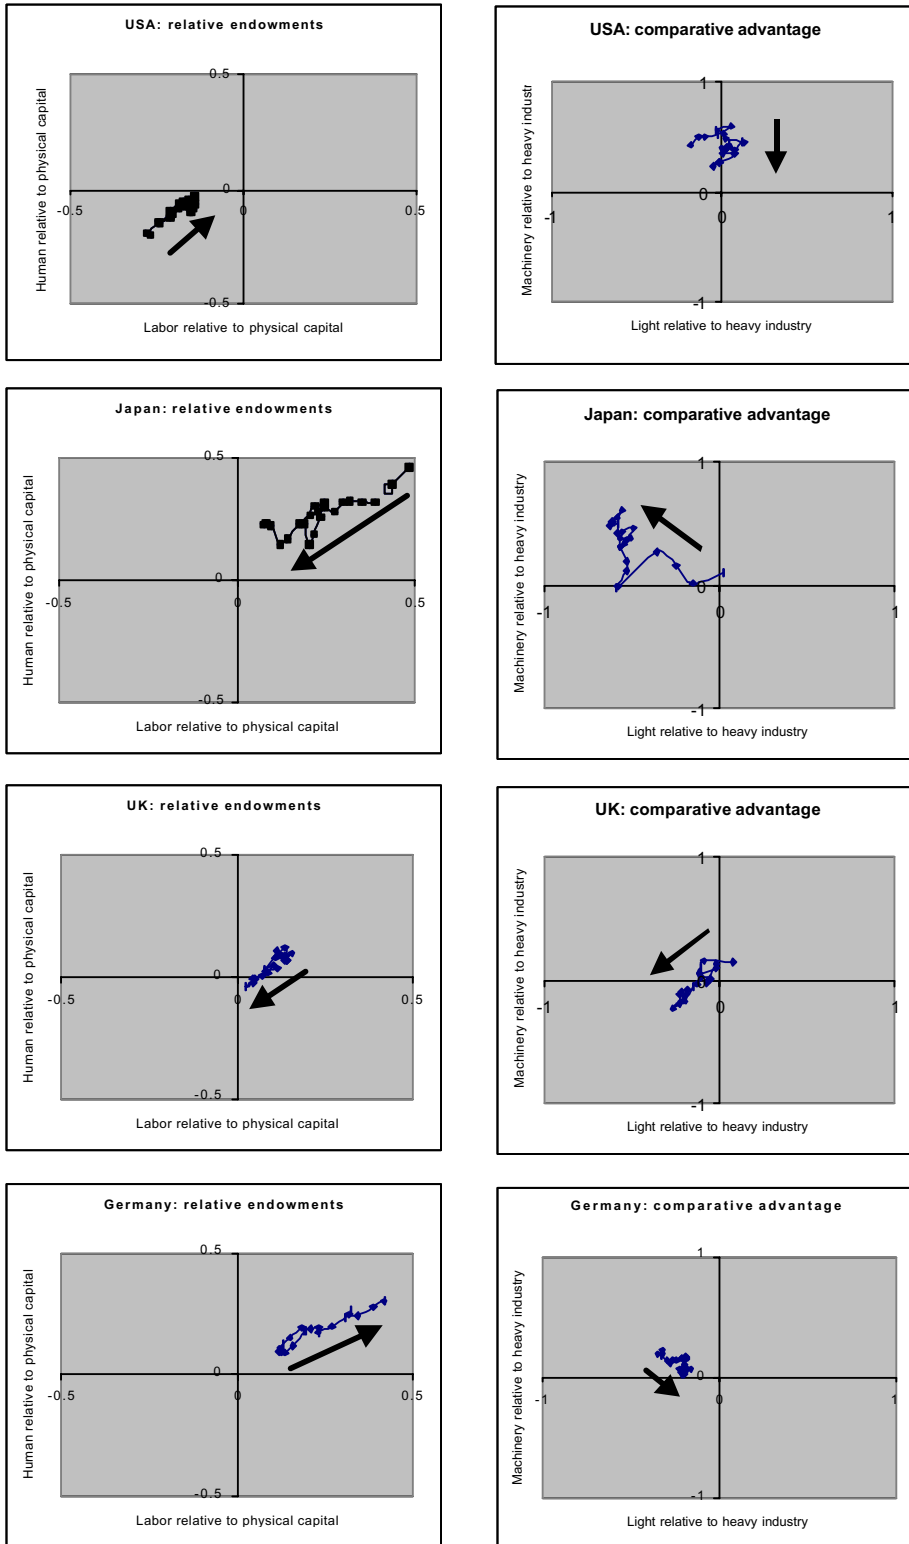 USA: relative endowments
Human relative to physical capital
0.5
0
-0.5
0.5
-0.5
Labor relative to physical capital
USA: comparative advantage
Machinery relative to heavy industr
1
0
-1
0
1
-1
Light relative to heavy industry
Japan: relative endowments
Human relative to physical capital
0.5
0
-0.5
0
0.5
-0.5
Labor relative to physical capital
Japan: comparative advantage
Machinery relative to heavy industry
1
0
-1
0
1
-1
Light relative to heavy industry
UK: relative endowments
Human relative to physical capital
0.5
0
-0.5
0
0.5
-0.5
Labor relative to physical capital
UK: comparative advantage
Machinery relative to heavy industry
1
0
-1
0
1
-1
Light relative to heavy industry
Germany: relative endowments
Human relative to physical capital
0.5
0
-0.5
0
0.5
-0.5
Labor relative to physical capital
Germany: comparative advantage
Machinery relative to heavy industry
1
0
-1
0
1
-1
Light relative to heavy industry